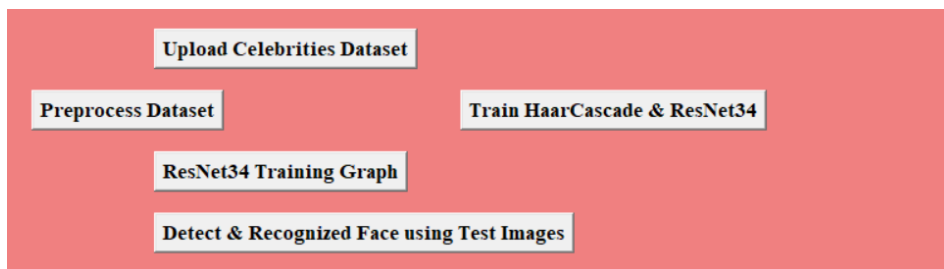 Upload Celebrities Dataset
Preprocess Dataset
Train HaarCascade & ResNet34
ResNet34 Training Graph
Detect & Recognized Face using Test Images